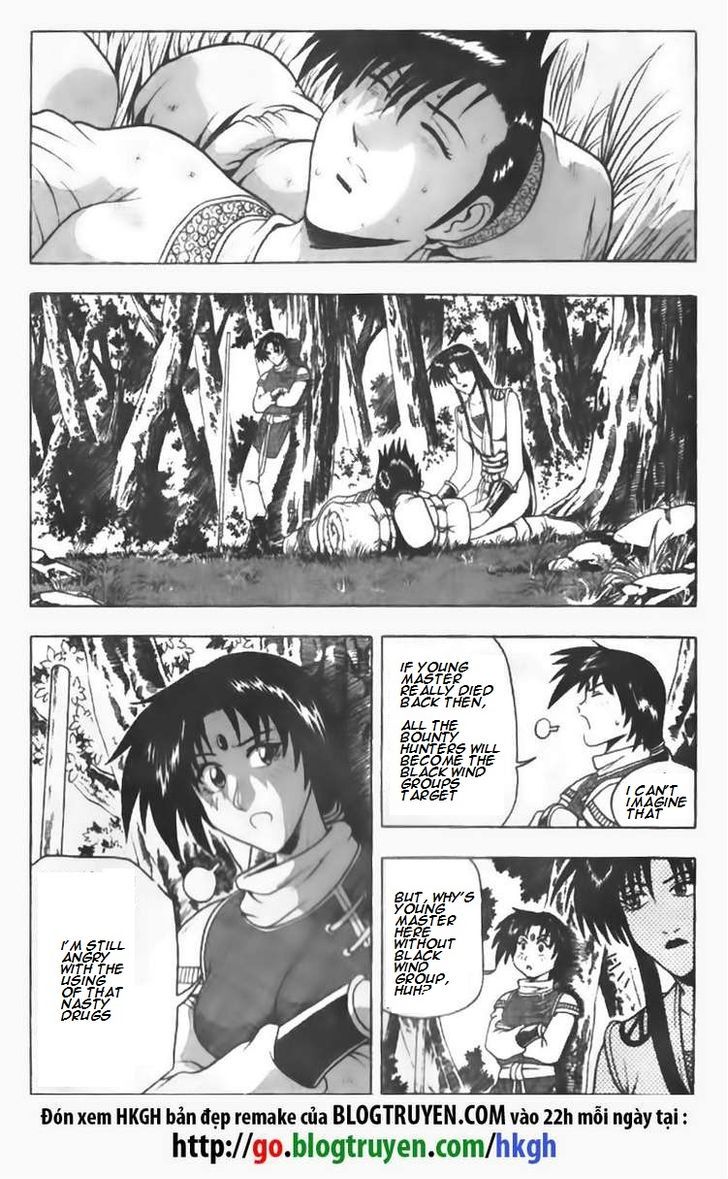 IF YOUNG
MASTER
REALLY DIED
BACK THEN,
ALL THE
BOUNTY
HUNTERS WILL
BECOME THE
BLACK WIND
GROUPS
TARGET
I CAN'T
IMAGINE
THAT
I'M STILL
ANGRY
WITH THE
USING
OF THAT
NASTY
DRUGS
BUT, WHY'S
YOUNG
MASTER
HERE
WITHOUT
BLACK
WIND
GROUP,
HUH?
Đón xem HKGH bản đẹp remake của BLOGTRUYEN.COM vào 22h mỗi ngày tại :
http://go.blogtruyen.com/hkgh